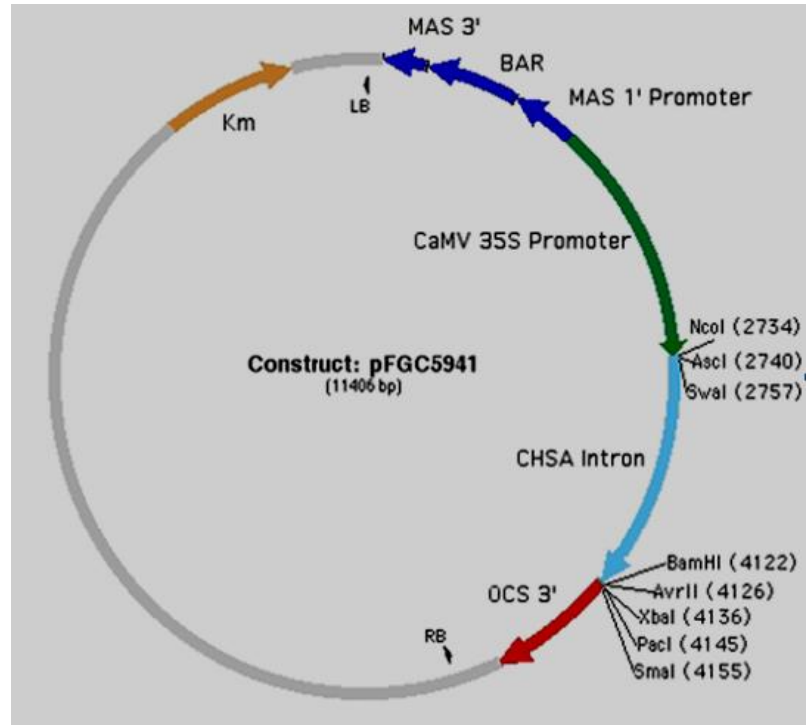 MAS 3'
BAR
MAS 1' Promoter
LB
Km
CaMV 35S Promoter
NcoI (2734)
AscI (2740)
SwaI (2757)
Construct: pFGC5941
(11406 bp)
CHSA Intron
BamHI (4122)
AvrII (4126)
XbaI (4136)
PacI (4145)
SmaI (4155)
OCS 3'
RB